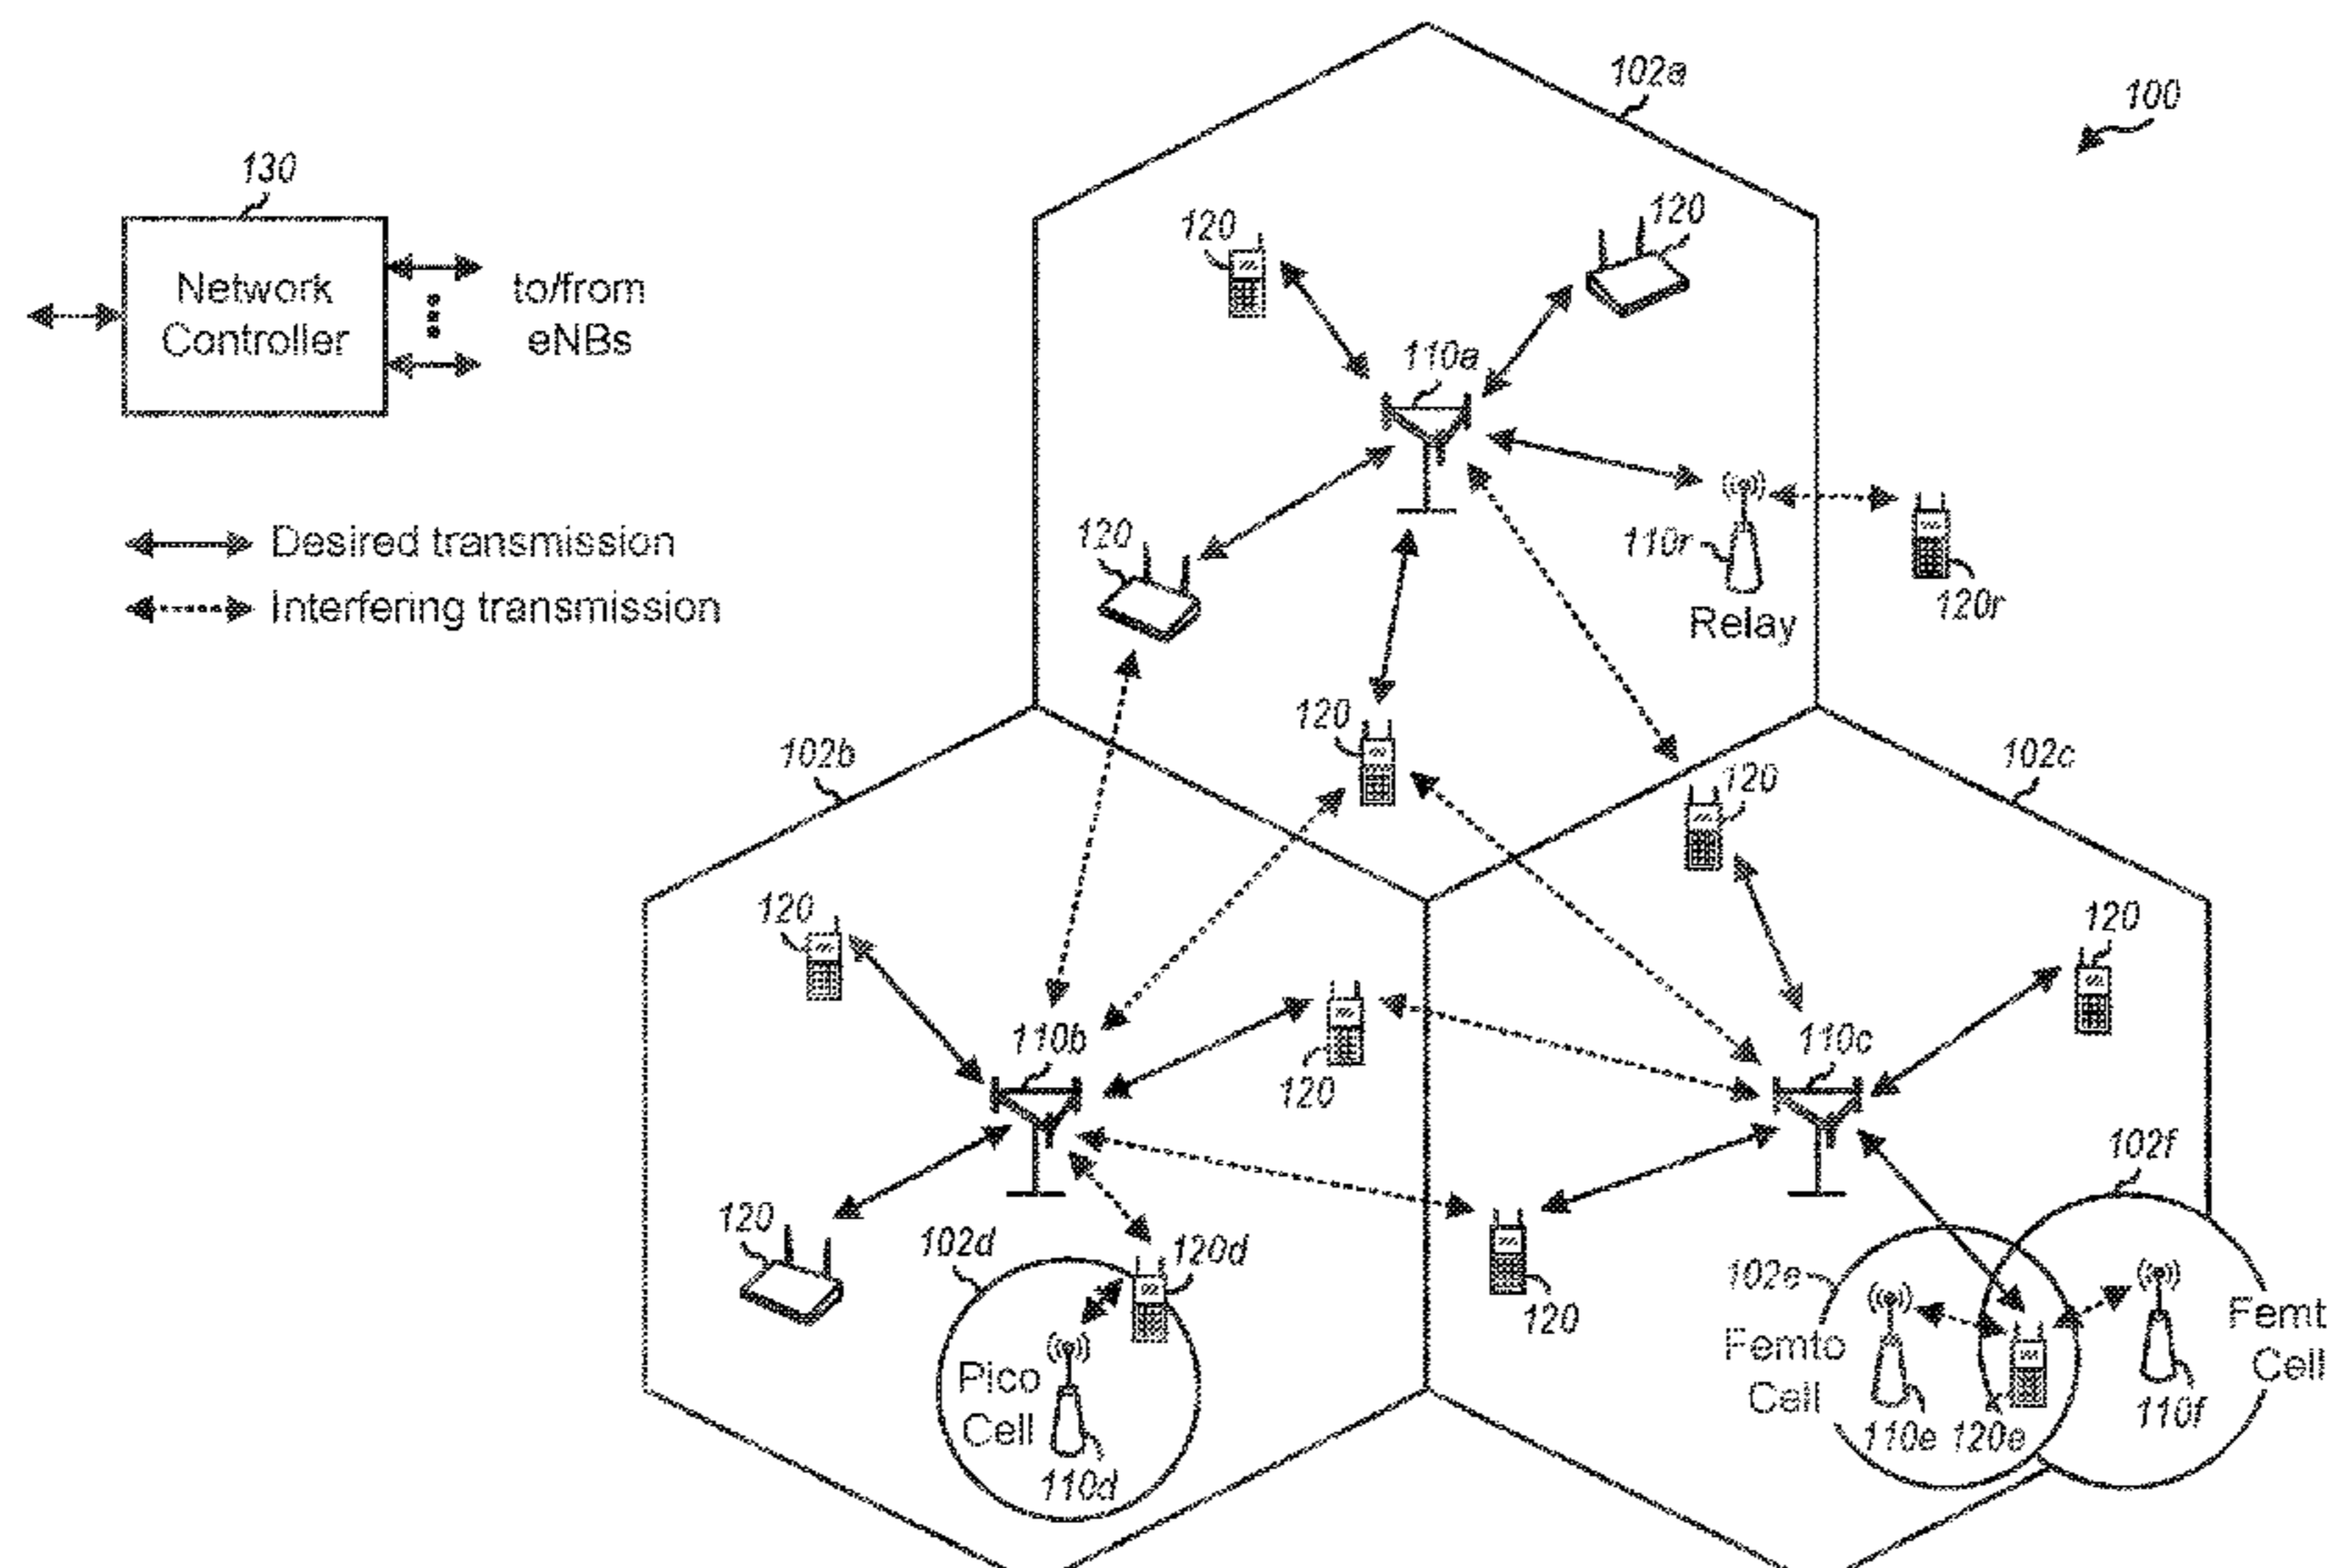 102a
100
130
Network
Controller
to/from
eNBs
120
120
110a
Desired transmission
Interfering transmission
120
110r
Relay
120r
120
102b
102c
120
120
120
110b
120
110c
102f
120
102d
120d
120
102e
Femto
Cell
Femt
Cell
Pico
Cell
110d
110e
120e
110f